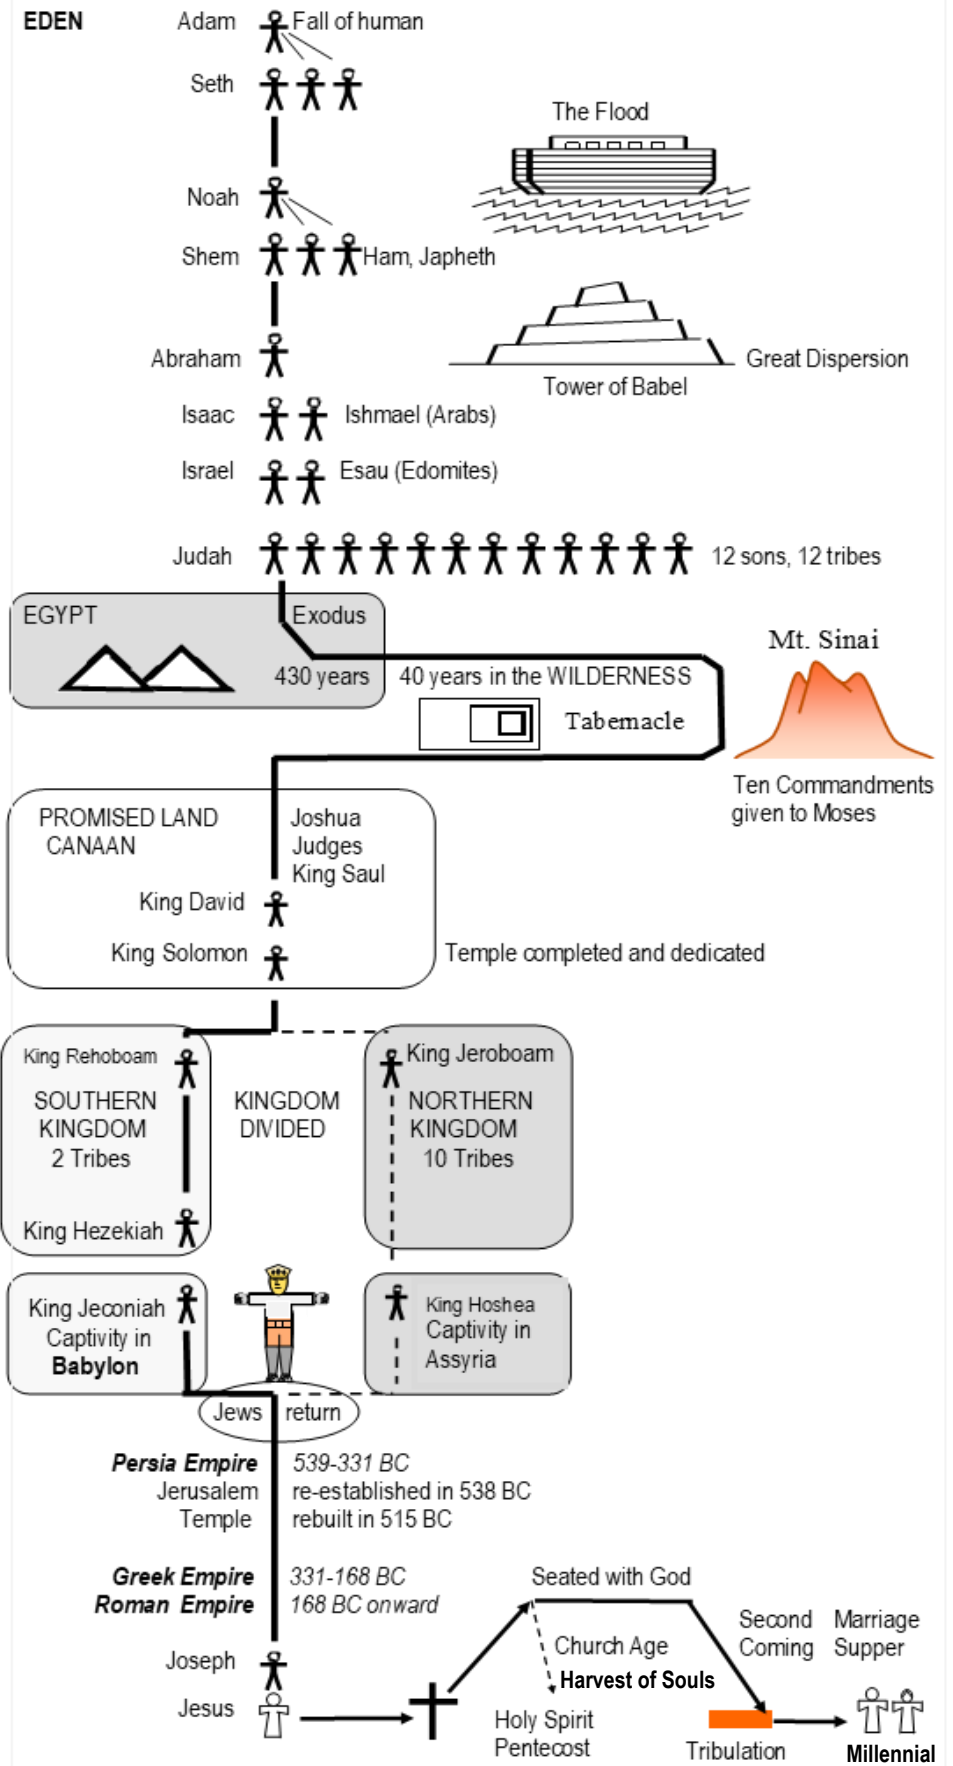 EDEN
Adam
Fall of human
Seth
The Flood
Noah
Shem
Ham, Japheth
Abraham
Great Dispersion
Tower of Babel
Isaac
Ishmael (Arabs)
Israel
Esau (Edomites)
Judah
12 sons, 12 tribes
EGYPT
Exodus
430 years
40 years in the WILDERNESS
Tabernacle
Mt. Sinai
Ten Commandments
given to Moses
PROMISED LAND
CANAAN
Joshua
Judges
King Saul
King David
King Solomon
Temple completed and dedicated
King Rehoboam
SOUTHERN
KINGDOM
2 Tribes
King Hezekiah
KINGDOM
DIVIDED
King Jeroboam
NORTHERN
KINGDOM
10 Tribes
King Jeconiah
Captivity in
Babylon
King Hoshea
Captivity in
Assyria
Jews return
Persia Empire 539-331 BC
Jerusalem re-established in 538 BC
Temple rebuilt in 515 BC
Greek Empire 331-168 BC
Roman Empire 168 BC onward
Joseph
Jesus
Seated with God
Church Age
Harvest of Souls
Holy Spirit
Pentecost
Second
Coming
Marriage
Supper
Tribulation
Millennial